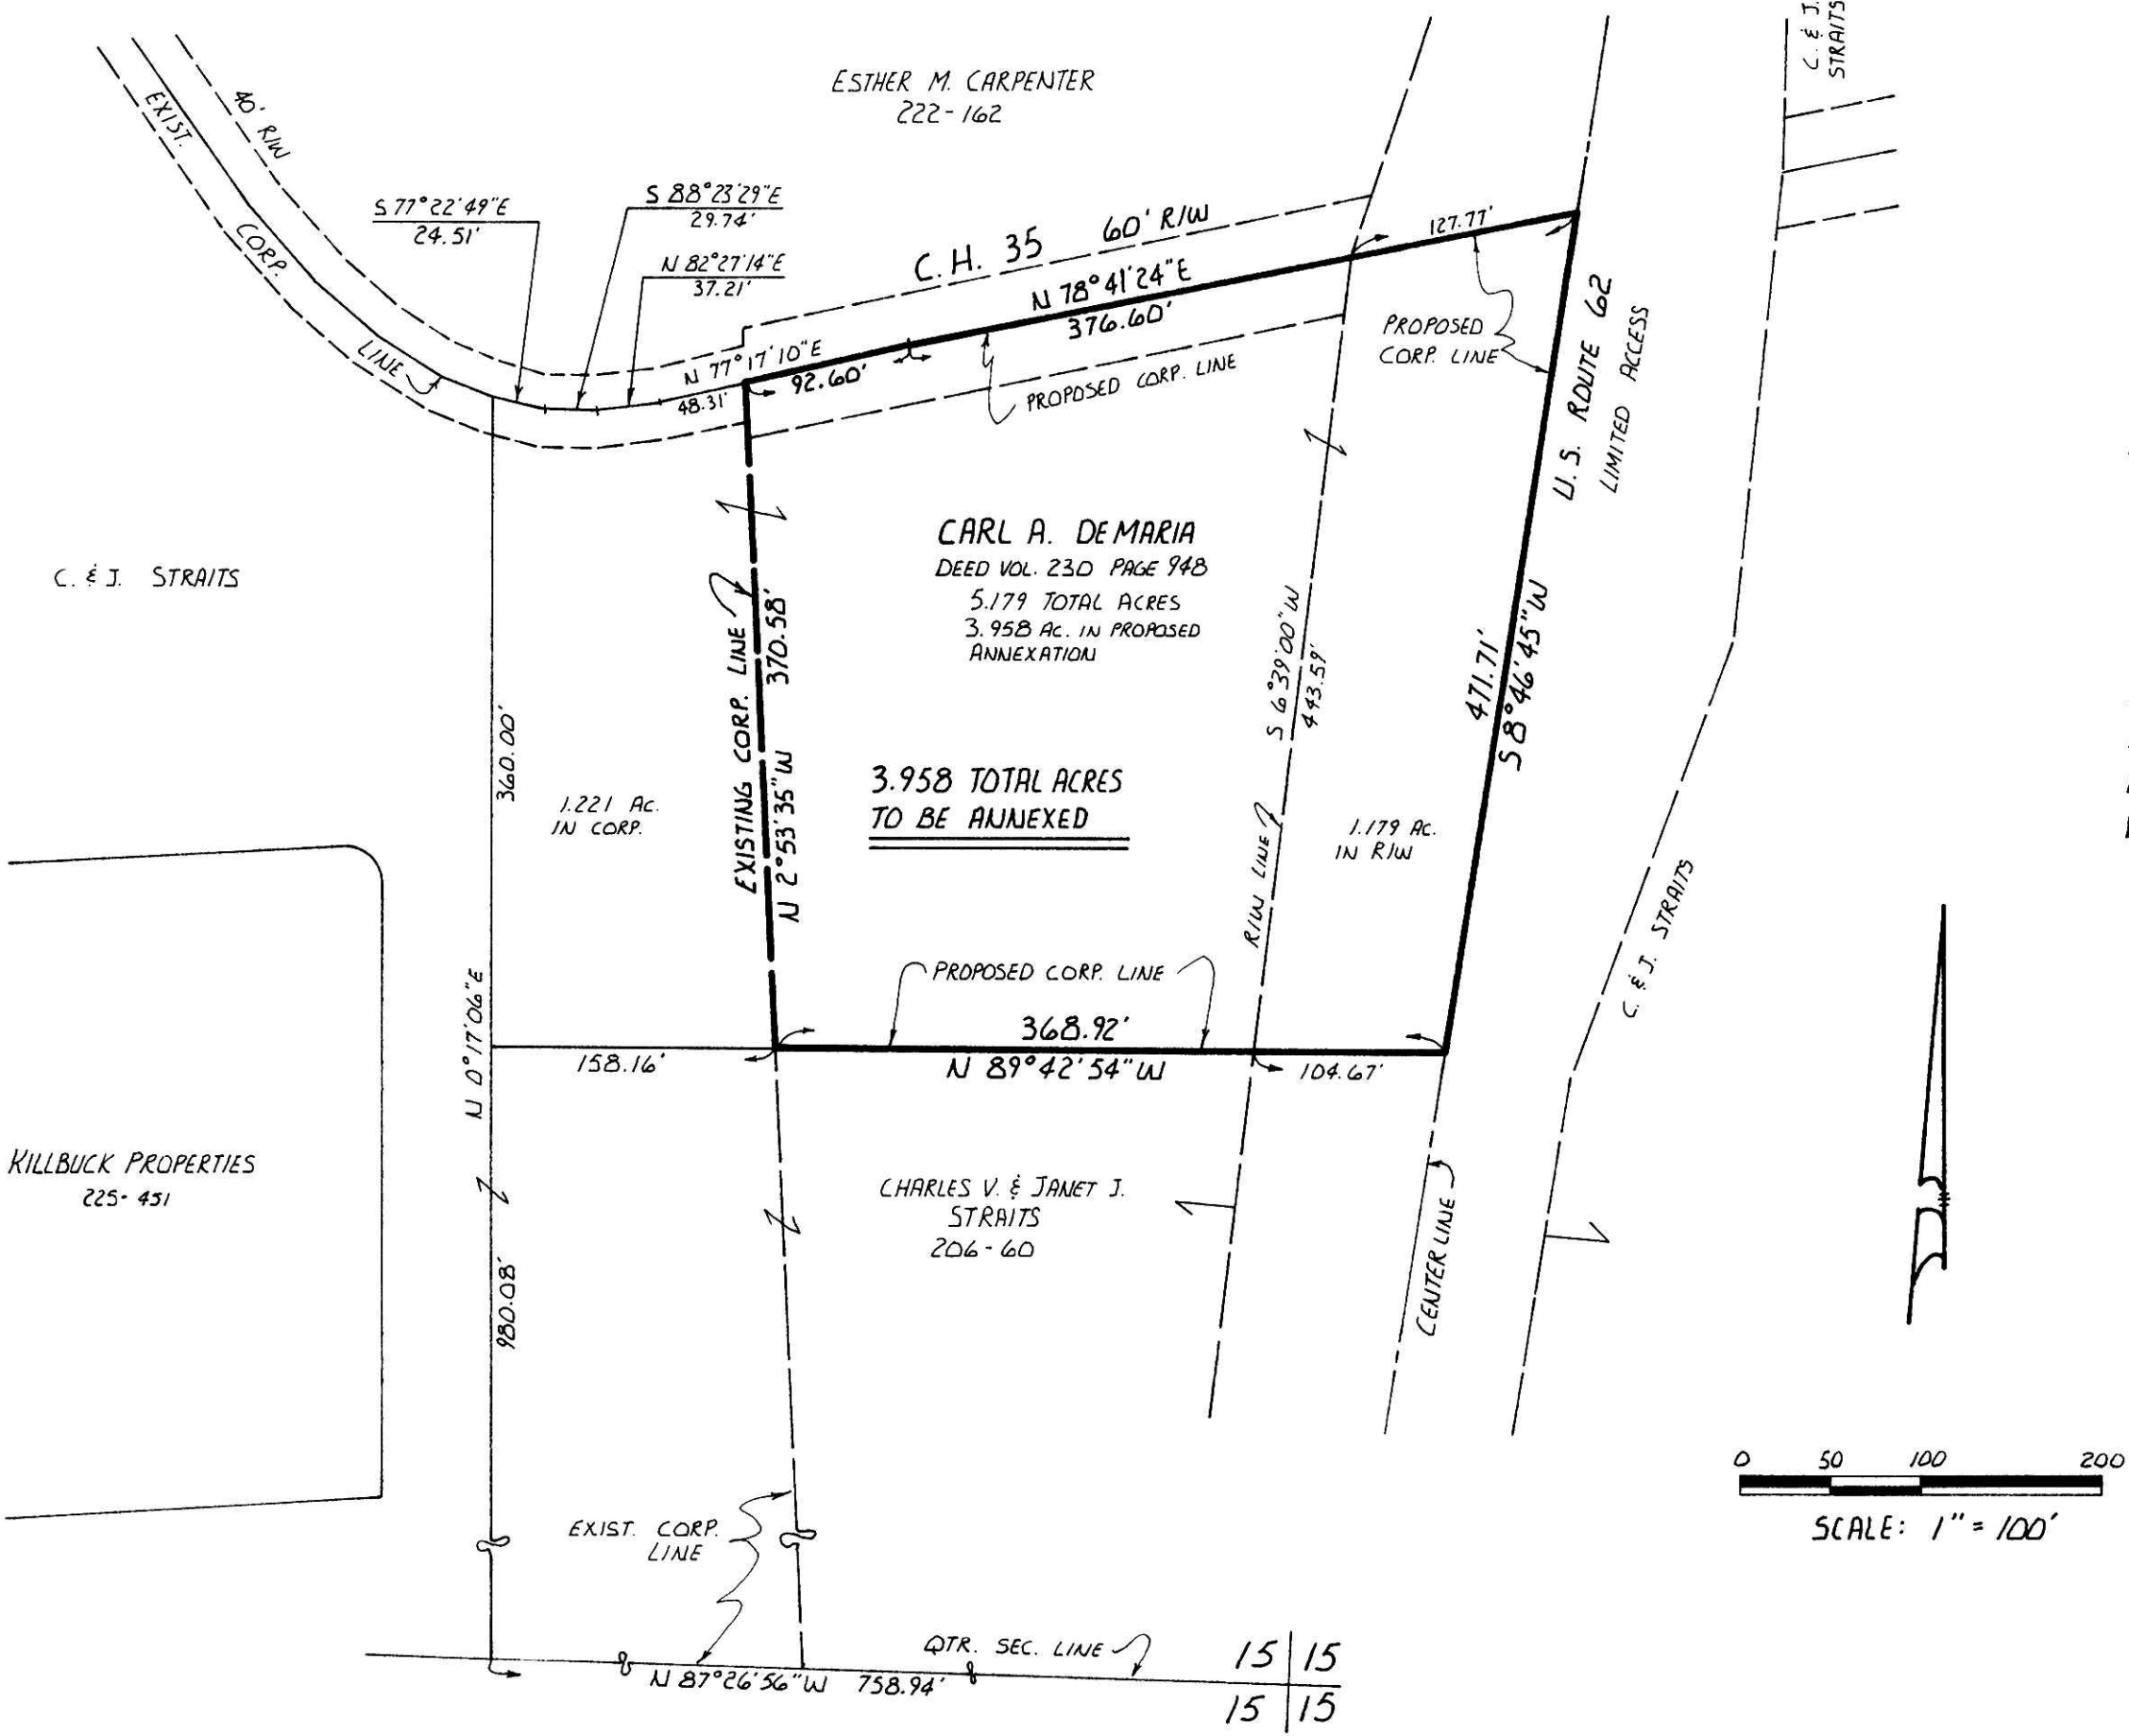 C. & J.
STRAITS
ESTHER M. CARPENTER
222-162
40' R/W
EXIST.
CORP.
LINE
S 77°22'49"E
24.51'
S 88°23'29"E
29.74'
N 82°27'14"E
37.21'
C.H. 35 60' R/W
N 78°41'24"E
376.60'
127.77'
N 77°17'10"E
92.60'
48.31'
PROPOSED CORP. LINE
PROPOSED
CORP. LINE
U.S. ROUTE 62
LIMITED ACCESS
C. & J. STRAITS
CARL A. DEMARIA
DEED VOL. 230 PAGE 948
5.179 TOTAL ACRES
3.958 AC. IN PROPOSED
ANNEXATION
EXISTING CORP. LINE
370.58'
N 2°53'35"W
S 6°39'00"W
443.59'
471.71'
S 8°46'45"W
360.00'
1.221 AC.
IN CORP.
3.958 TOTAL ACRES
TO BE ANNEXED
R/W LINE
1.179 AC.
IN R/W
C. & J. STRAITS
PROPOSED CORP. LINE
N 0°17'06"E
368.92'
158.16'
N 89°42'54"W
104.67'
KILLBUCK PROPERTIES
225-451
CHARLES V. & JANET J.
STRAITS
206-60
980.08'
CENTERLINE
0 50 100 200
SCALE: 1" = 100'
EXIST. CORP.
LINE
QTR. SEC. LINE
N 87°26'56"W 758.94'
15 15
15 15